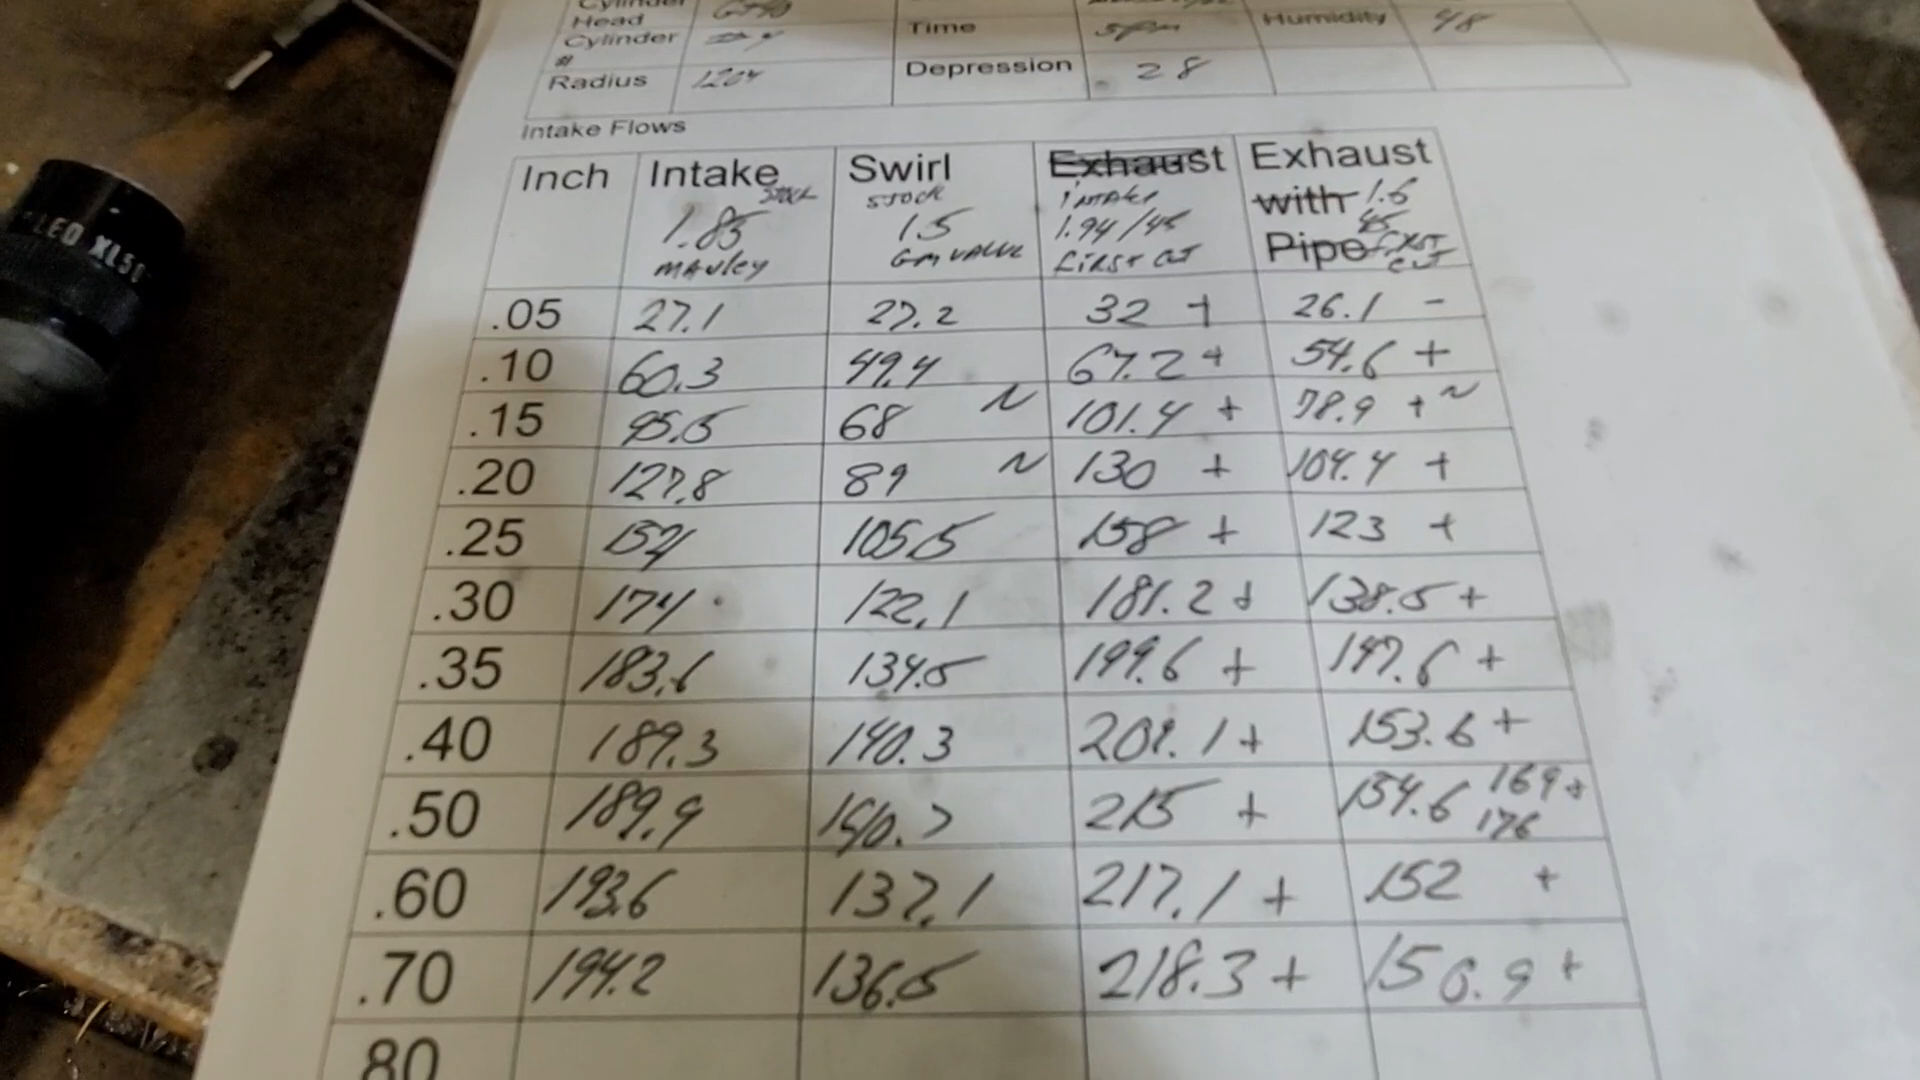 Cylinder
Head
Cylinder
#
Time 5pm Humidity 48
Radius 1204 Depression 28
Intake Flows
Inch Intake Swirl Exhaust Exhaust
stock stock intake with 1.6
1.85 1.5 1.94/45 Pipe 45
manley Gm valve first cut first cut
.05 27.1 27.2 32 + 26.1 -
.10 60.3 49.4 67.2 + 54.6 +
.15 95.5 68 ~ 101.4 + 78.9 + ~
.20 127.8 89 ~ 130 + 104.4 +
.25 154 105.5 158 + 123 +
.30 174 122.1 181.2 + 138.5 +
.35 183.6 134.5 199.6 + 147.6 +
.40 189.3 140.3 209.1 + 153.6 +
.50 189.9 140.7 215 + 154.6 169 + 176
.60 193.6 137.1 217.1 + 152 +
.70 194.2 136.5 218.3 + 150.9 +
80